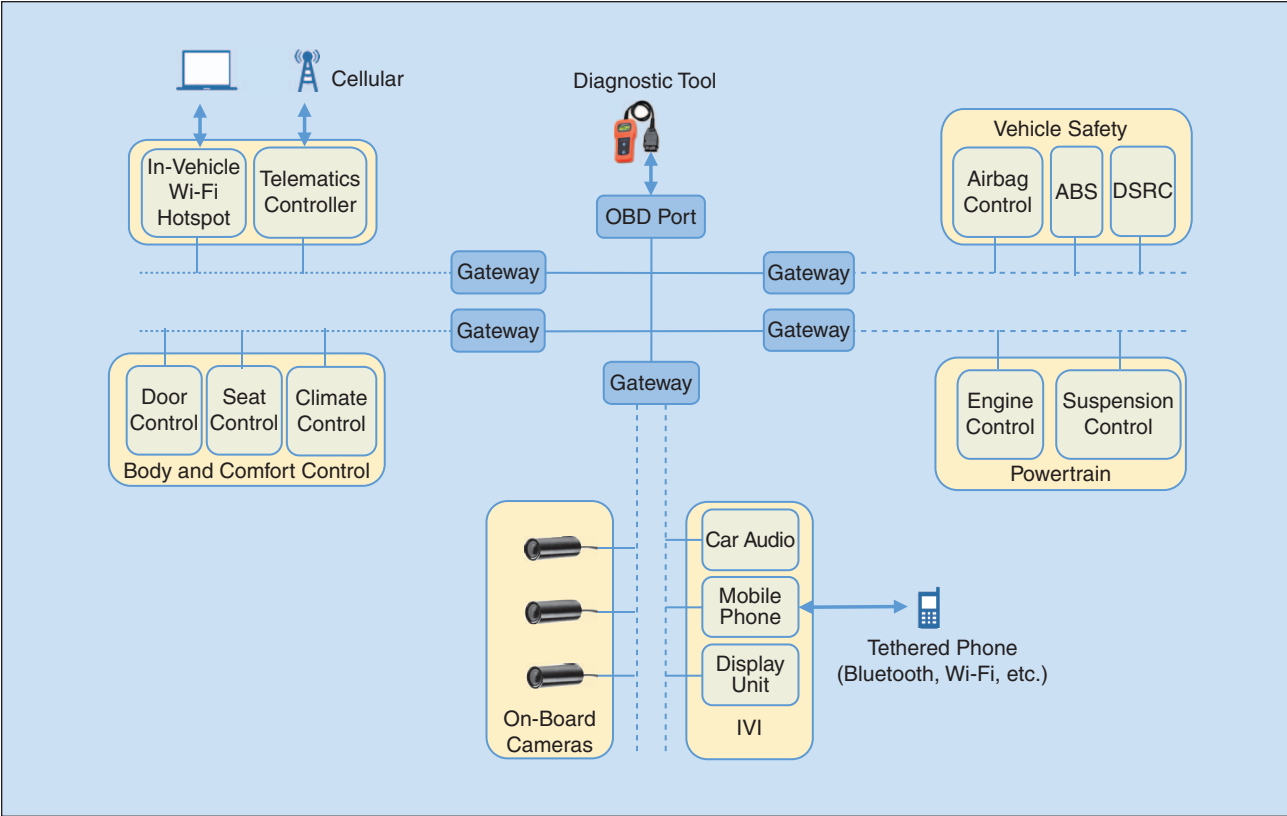 Cellular
Diagnostic Tool
In-Vehicle
Wi-Fi
Hotspot
Telematics
Controller
OBD Port
Vehicle Safety
Airbag
Control
ABS
DSRC
Gateway
Gateway
Gateway
Gateway
Gateway
Door
Control
Seat
Control
Climate
Control
Body and Comfort Control
Engine
Control
Suspension
Control
Powertrain
On-Board
Cameras
Car Audio
Mobile
Phone
Display
Unit
IVI
Tethered Phone
(Bluetooth, Wi-Fi, etc.)